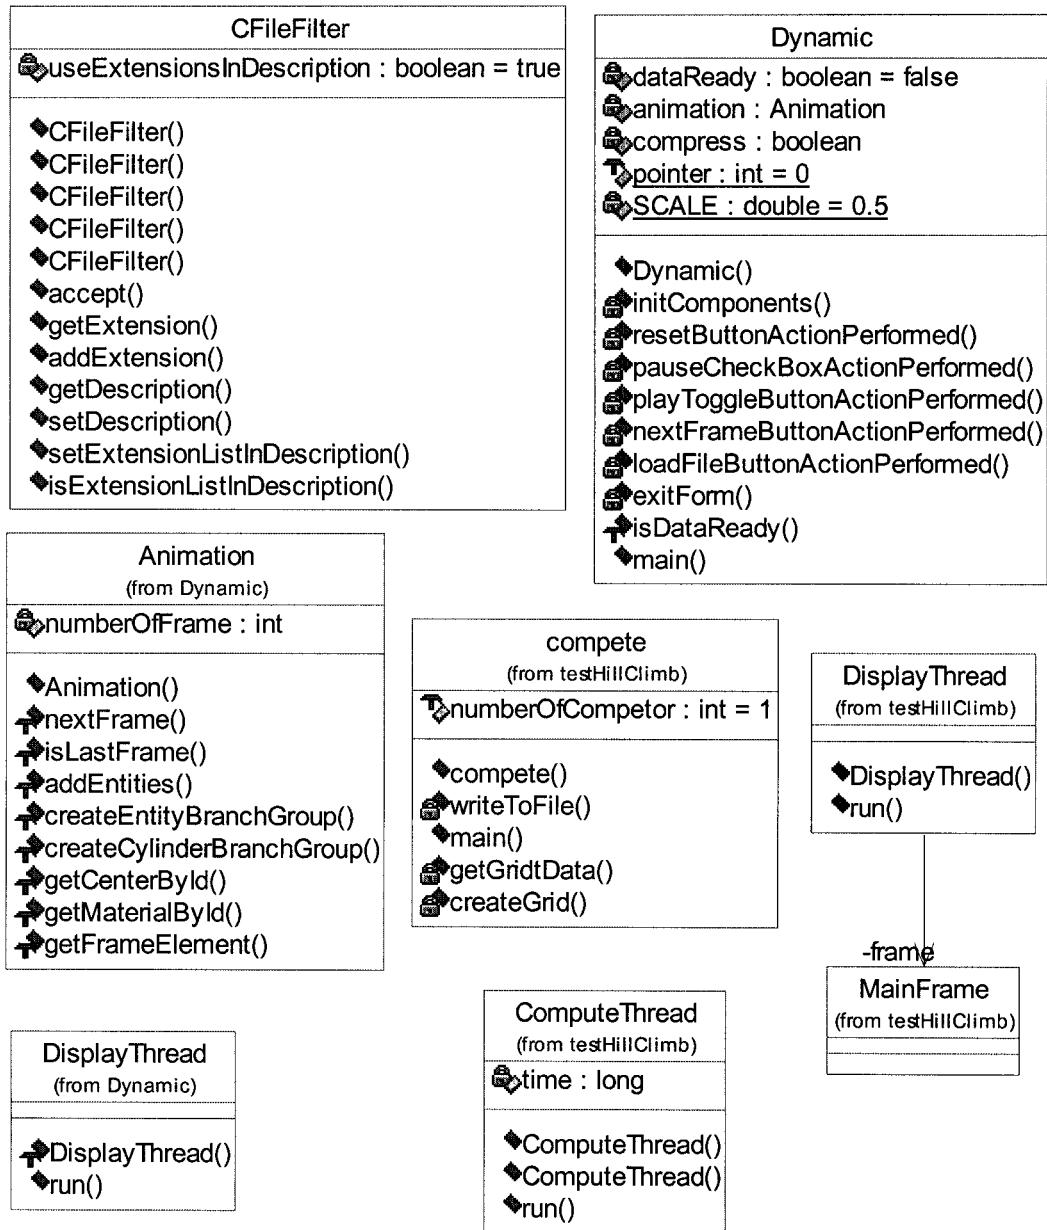 CFileFilter
useExtensionsInDescription : boolean = true
CFileFilter()
CFileFilter()
CFileFilter()
CFileFilter()
CFileFilter()
accept()
getExtension()
addExtension()
getDescription()
setDescription()
setExtensionListInDescription()
isExtensionListInDescription()
Dynamic
dataReady : boolean = false
animation : Animation
compress : boolean
pointer : int = 0
SCALE : double = 0.5
Dynamic()
initComponents()
resetButtonActionPerformed()
pauseCheckBoxActionPerformed()
playToggleButtonActionPerformed()
nextFrameButtonActionPerformed()
loadFileButtonActionPerformed()
exitForm()
isDataReady()
main()
Animation
(from Dynamic)
numberOfFrame : int
Animation()
nextFrame()
isLastFrame()
addEntities()
createEntityBranchGroup()
createCylinderBranchGroup()
getCenterById()
getMaterialById()
getFrameElement()
compete
(from testHillClimb)
numberOfCompetor : int = 1
compete()
writeToFile()
main()
getGridtData()
createGrid()
DisplayThread
(from testHillClimb)
DisplayThread()
run()
-frame
MainFrame
(from testHillClimb)
DisplayThread
(from Dynamic)
DisplayThread()
run()
ComputeThread
(from testHillClimb)
time : long
ComputeThread()
ComputeThread()
run()